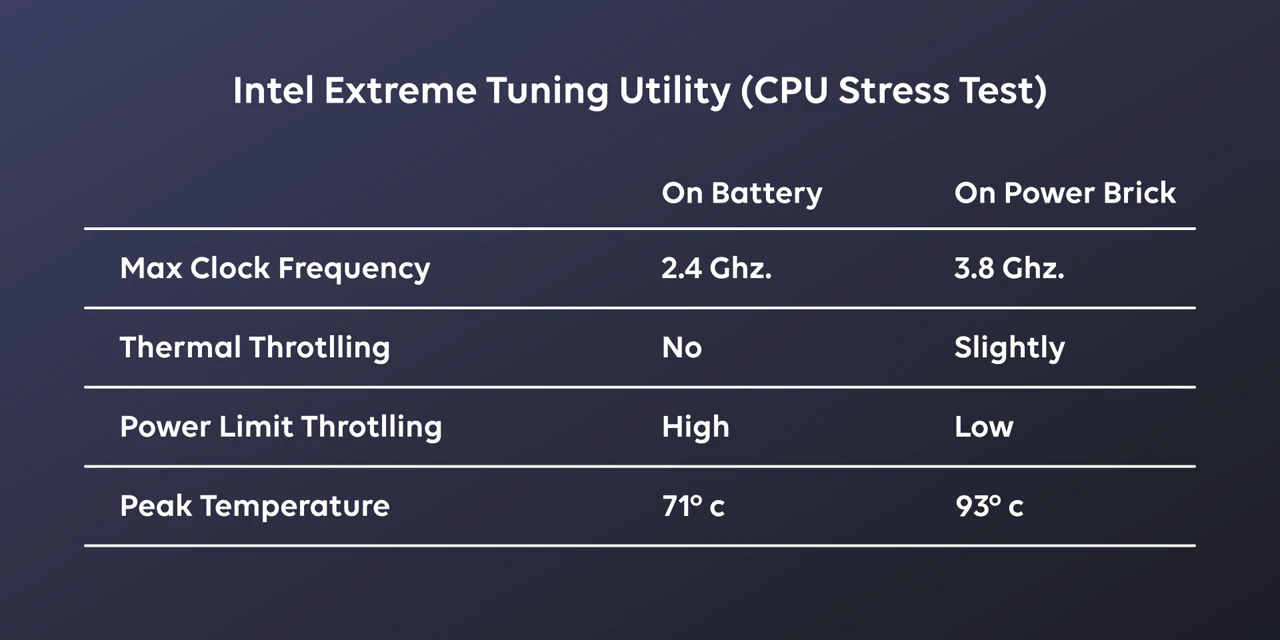 Intel Extreme Tuning Utility (CPU Stress Test)
On Battery On Power Brick
Max Clock Frequency 2.4 Ghz. 3.8 Ghz.
Thermal Throtlling No Slightly
Power Limit Throtlling High Low
Peak Temperature 71° c 93° c